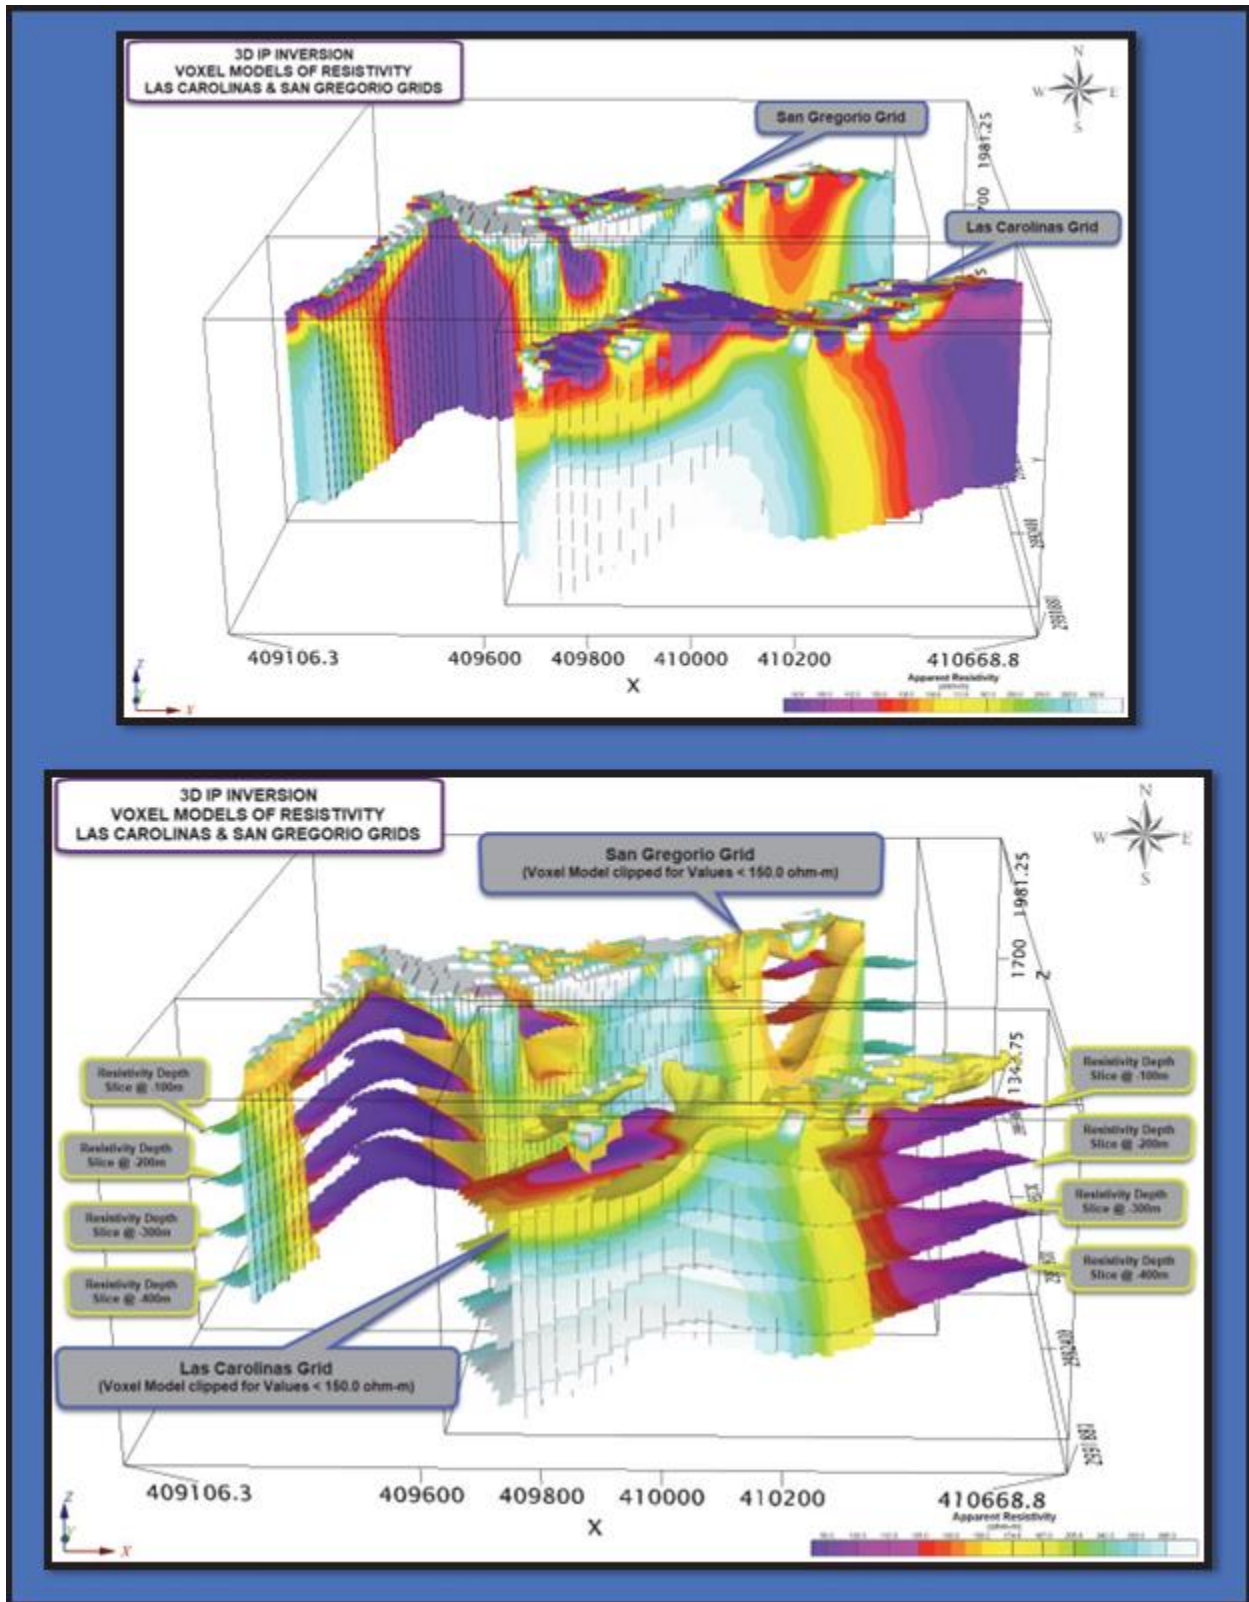 3D IP INVERSION
VOXEL MODELS OF RESISTIVITY
LAS CAROLINAS & SAN GREGORIO GRIDS
N
W E
S
San Gregorio Grid
1981.25
Las Carolinas Grid
409106.3 409600 409800 410000 410200 410668.8
X
Apparent Resistivity
Z
3D IP INVERSION
VOXEL MODELS OF RESISTIVITY
LAS CAROLINAS & SAN GREGORIO GRIDS
N
W E
S
San Gregorio Grid
(Voxel Model clipped for Values < 150.0 ohm-m)
1981.25
1700
Z
Resistivity Depth
Slice @ -100m
Resistivity Depth
Slice @ -200m
Resistivity Depth
Slice @ -300m
Resistivity Depth
Slice @ -400m
Resistivity Depth
Slice @ -100m
Resistivity Depth
Slice @ -200m
Resistivity Depth
Slice @ -300m
Resistivity Depth
Slice @ -400m
Las Carolinas Grid
(Voxel Model clipped for Values < 150.0 ohm-m)
409106.3 409600 409800 410000 410200 410668.8
X
Apparent Resistivity
Z
X